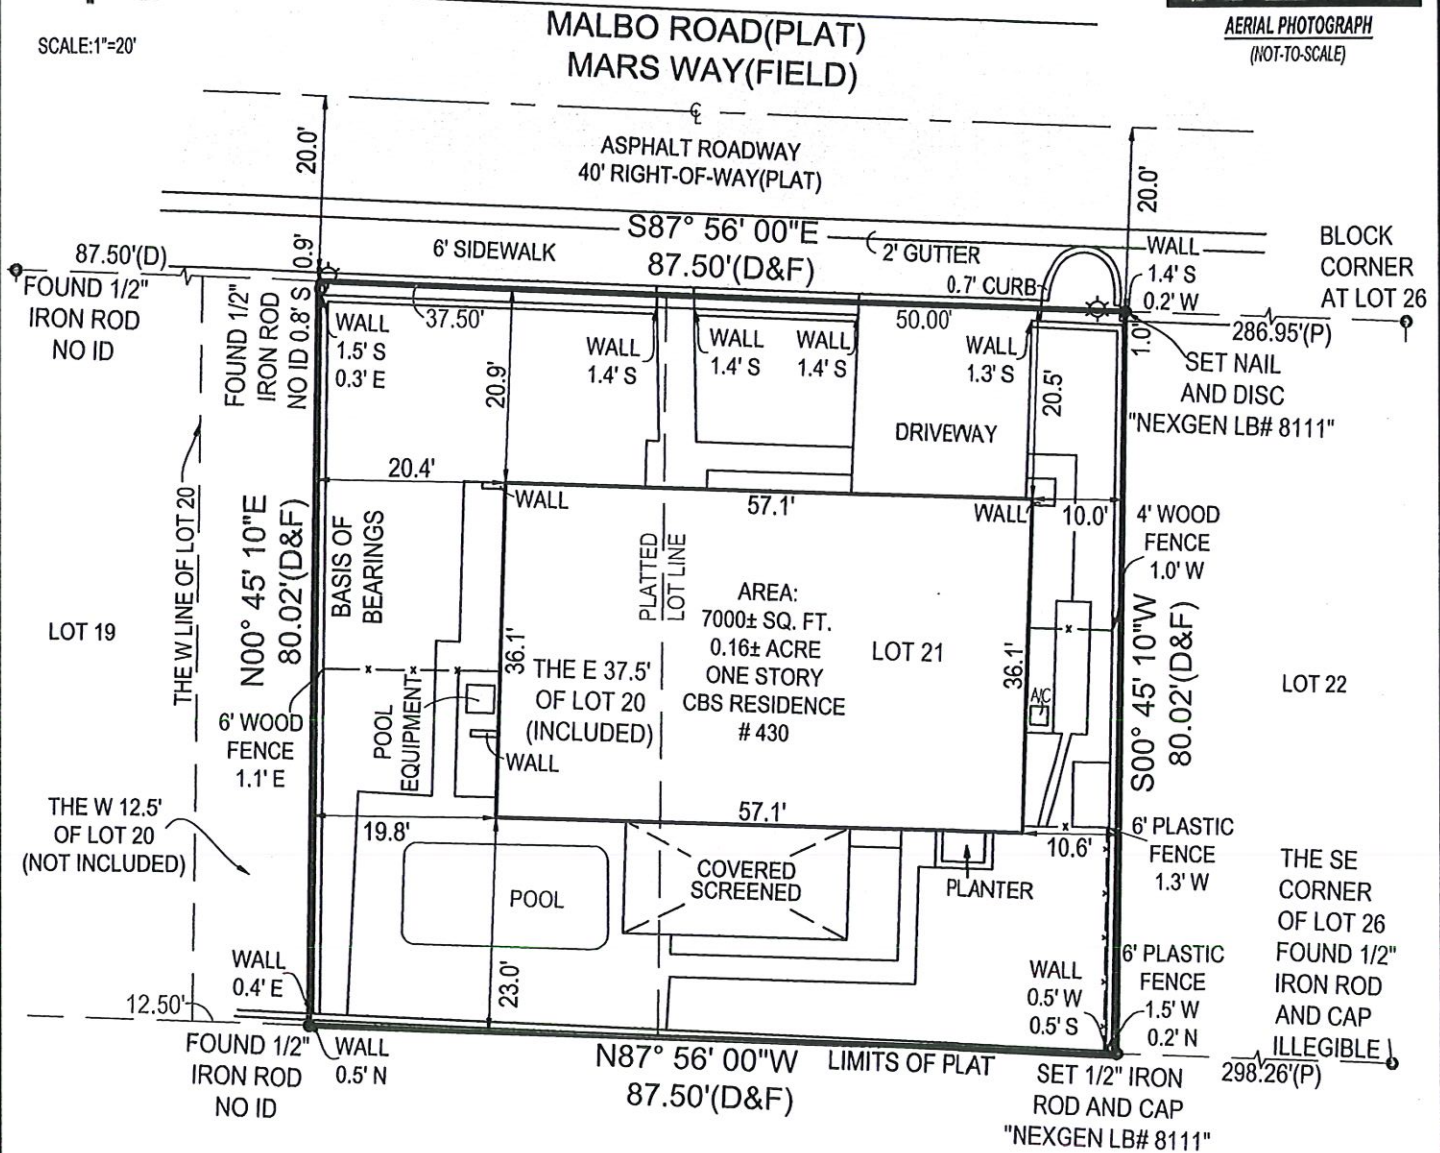 SCALE:1"=20'
MALBO ROAD(PLAT)
MARS WAY(FIELD)
AERIAL PHOTOGRAPH
(NOT-TO-SCALE)
℄
20.0'
ASPHALT ROADWAY
40' RIGHT-OF-WAY(PLAT)
20.0'
S87° 56' 00"E
87.50'(D&F)
6' SIDEWALK
2' GUTTER
0.7' CURB
WALL
1.4' S
0.2' W
BLOCK
CORNER
AT LOT 26
87.50'(D)
0.9'
FOUND 1/2"
IRON ROD
NO ID
FOUND 1/2"
IRON ROD
NO ID 0.8' S
WALL
1.5' S
0.3' E
37.50'
20.9'
WALL
1.4' S
WALL
1.4' S
WALL
1.4' S
50.00'
WALL
1.3' S
20.5'
1.0'
286.95'(P)
SET NAIL
AND DISC
"NEXGEN LB# 8111"
DRIVEWAY
20.4'
WALL
57.1'
WALL
10.0'
4' WOOD
FENCE
1.0' W
THE W LINE OF LOT 20
N00° 45' 10"E
80.02'(D&F)
BASIS OF
BEARINGS
PLATTED
LOT LINE
AREA:
7000± SQ. FT.
0.16± ACRE
ONE STORY
CBS RESIDENCE
# 430
LOT 21
LOT 19
LOT 22
36.1'
THE E 37.5'
OF LOT 20
(INCLUDED)
36.1'
A/C
S00° 45' 10"W
80.02'(D&F)
6' WOOD
FENCE
1.1' E
POOL
EQUIPMENT
WALL
THE W 12.5'
OF LOT 20
(NOT INCLUDED)
19.8'
57.1'
10.6'
6' PLASTIC
FENCE
1.3' W
POOL
COVERED
SCREENED
PLANTER
THE SE
CORNER
OF LOT 26
FOUND 1/2"
IRON ROD
AND CAP
ILLEGIBLE
WALL
0.4' E
23.0'
WALL
0.5' W
0.5' S
6' PLASTIC
FENCE
1.5' W
0.2' N
12.50'
FOUND 1/2"
IRON ROD
NO ID
WALL
0.5' N
N87° 56' 00"W
87.50'(D&F)
LIMITS OF PLAT
SET 1/2" IRON
ROD AND CAP
"NEXGEN LB# 8111"
298.26'(P)